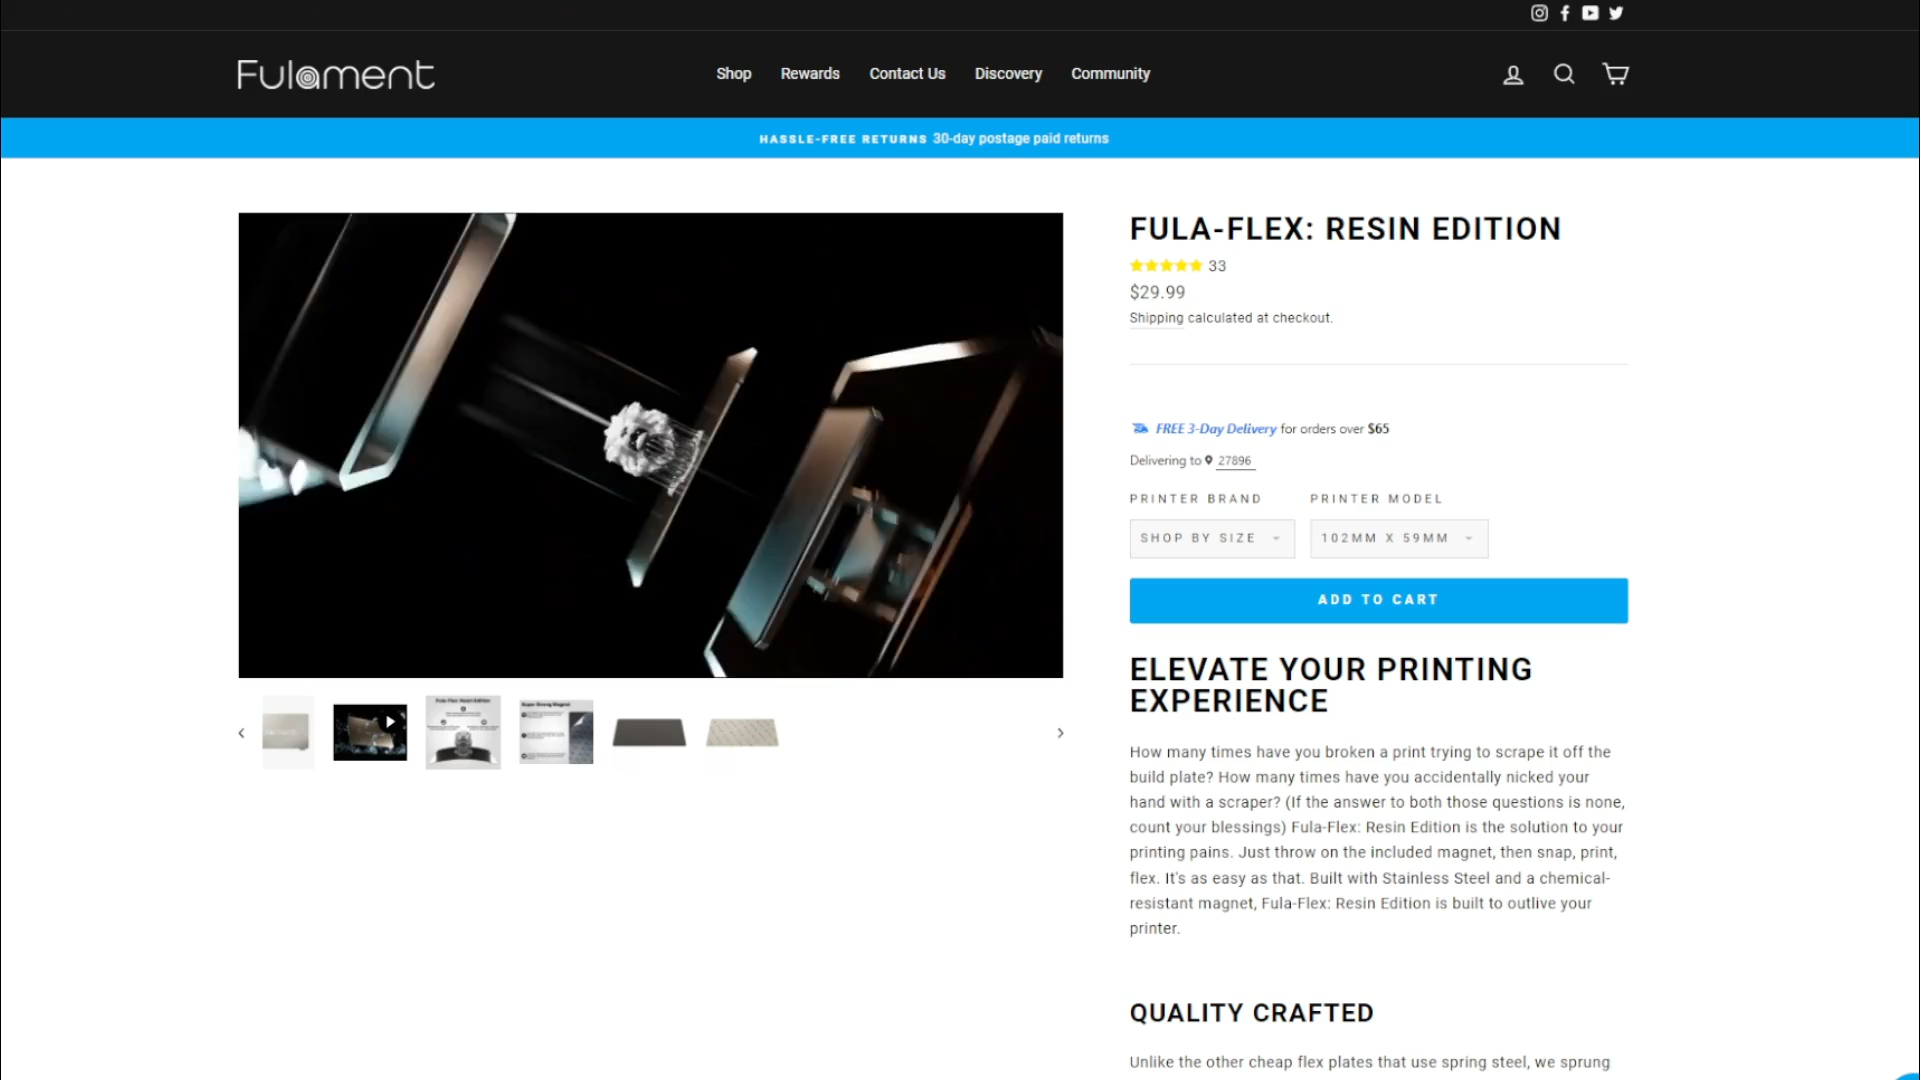 Fulament
Shop Rewards Contact Us Discovery Community
HASSLE-FREE RETURNS 30-day postage paid returns
FULA-FLEX: RESIN EDITION
33
$29.99
Shipping calculated at checkout.
FREE 3-Day Delivery for orders over $65
Delivering to 27896
PRINTER BRAND PRINTER MODEL
SHOP BY SIZE 102MM X 59MM
ADD TO CART
ELEVATE YOUR PRINTING
EXPERIENCE
How many times have you broken a print trying to scrape it off the
build plate? How many times have you accidentally nicked your
hand with a scraper? (If the answer to both those questions is none,
count your blessings) Fula-Flex: Resin Edition is the solution to your
printing pains. Just throw on the included magnet, then snap, print,
flex. It's as easy as that. Built with Stainless Steel and a chemical-
resistant magnet, Fula-Flex: Resin Edition is built to outlive your
printer.
QUALITY CRAFTED
Unlike the other cheap flex plates that use spring steel, we sprung
Fula-Flex: Resin Edition
Super Strong Magnet